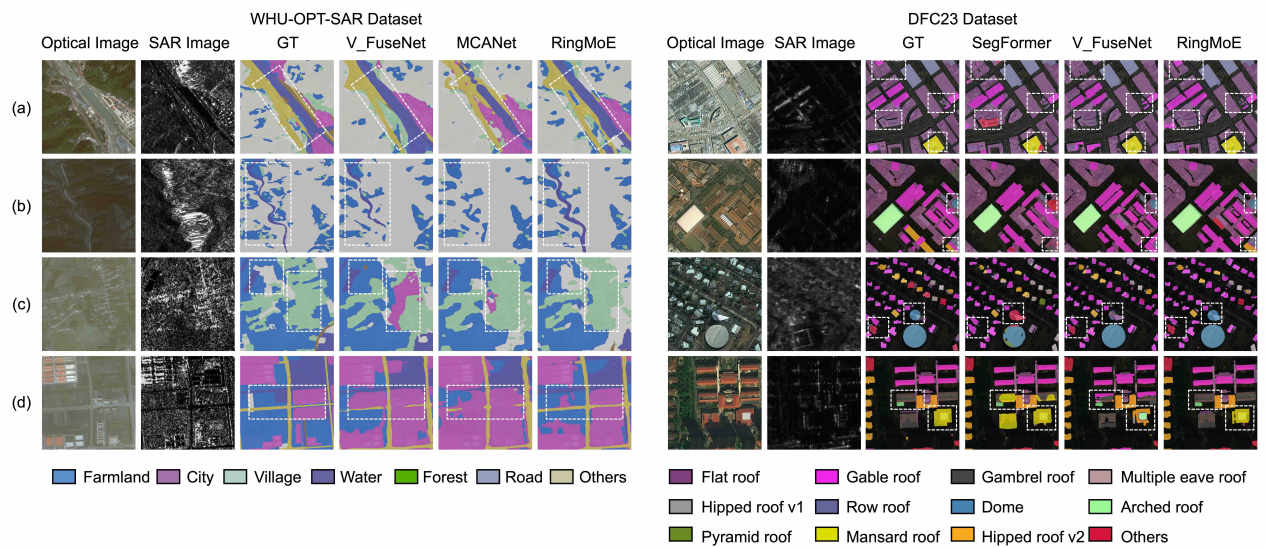 WHU-OPT-SAR Dataset
DFC23 Dataset
Optical Image SAR Image GT V_FuseNet MCANet RingMoE
Optical Image SAR Image GT SegFormer V_FuseNet RingMoE
(a)
(b)
(c)
(d)
Farmland City Village Water Forest Road Others
Flat roof Gable roof Gambrel roof Multiple eave roof
Hipped roof v1 Row roof Dome Arched roof
Pyramid roof Mansard roof Hipped roof v2 Others